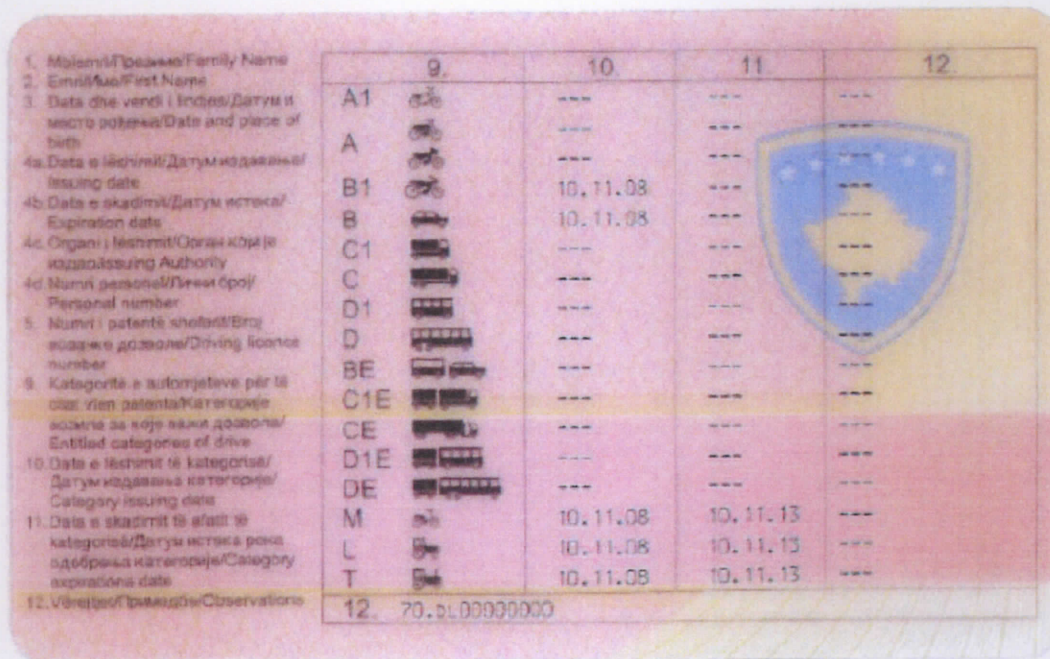 1. Mbiemri/Презиме/Family Name
2. Emri/Име/First Name
3. Data dhe vendi i lindjes/Датум и
место рођења/Date and place of
birth
4a. Data e lëshimit/Датум издавања/
Issuing date
4b. Data e skadimit/Датум истека/
Expiration date
4c. Organi i lëshimit/Орган који је
издао/Issuing Authority
4d. Numri personal/Лични број/
Personal number
5. Numri i patentë shoferit/Број
возачке дозволе/Driving licence
number
9. Kategoritë e automjeteve për të
cilat vlen patenta/Категорије
возила за које важи дозвола/
Entitled categories of drive
10. Data e lëshimit të kategorisë/
Датум издавања категорије/
Category issuing date
11. Data e skadimit të afatit të
kategorisë/Датум истека рока
одобрења категорије/Category
expirations date
12. Vërejtje/Примедбе/Observations
9. 10. 11. 12.
A1 --- --- ---
A --- --- ---
--- --- ---
B1 10.11.08 --- ---
B 10.11.08 --- ---
C1 --- --- ---
C --- --- ---
D1 --- --- ---
D --- --- ---
BE --- --- ---
C1E --- --- ---
CE --- --- ---
D1E --- --- ---
DE --- --- ---
M 10.11.08 10.11.13 ---
L 10.11.08 10.11.13 ---
T 10.11.08 10.11.13 ---
12. 70.DL00000000